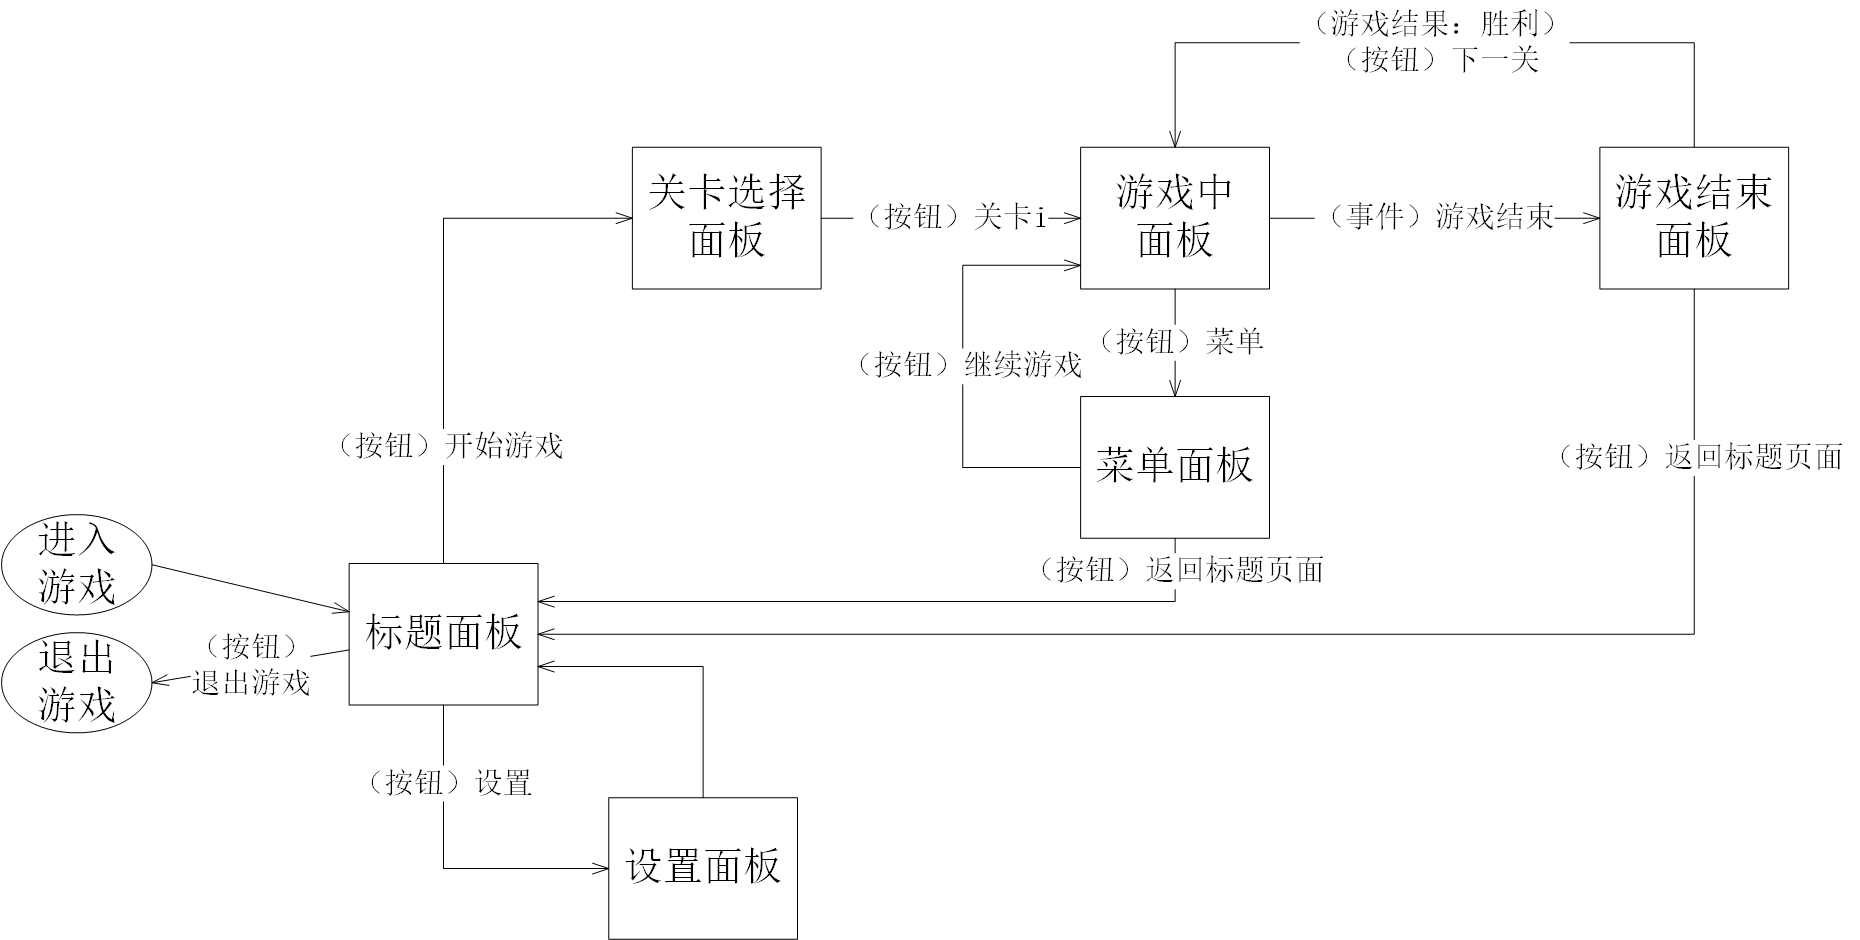 （游戏结果：胜利）
（按钮）下一关
关卡选择
面板
（按钮）关卡i
游戏中
面板
（事件）游戏结束
游戏结束
面板
（按钮）继续游戏
（按钮）菜单
（按钮）开始游戏
菜单面板
（按钮）返回标题页面
进入
游戏
（按钮）返回标题页面
标题面板
（按钮）
退出游戏
退出
游戏
（按钮）设置
设置面板